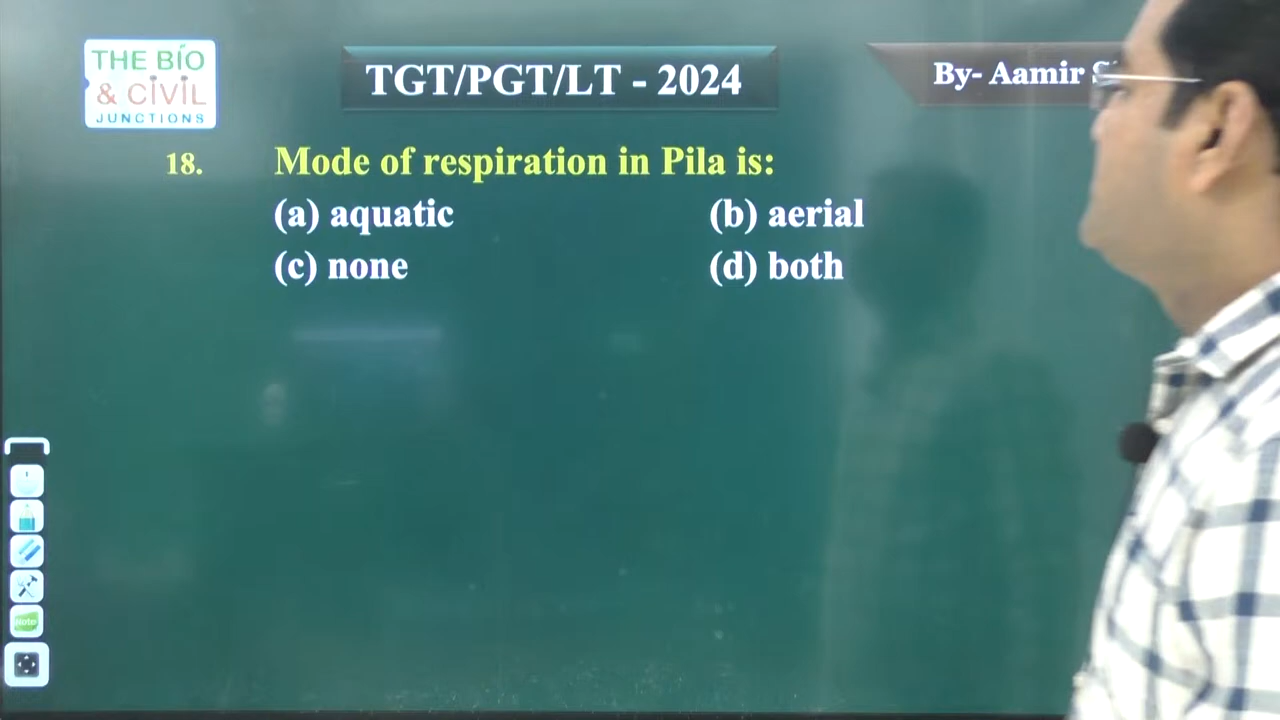 THE BIO
& CIVIL
JUNCTIONS
TGT/PGT/LT - 2024
By- Aamir
18. Mode of respiration in Pila is:
(a) aquatic (b) aerial
(c) none (d) both
Note